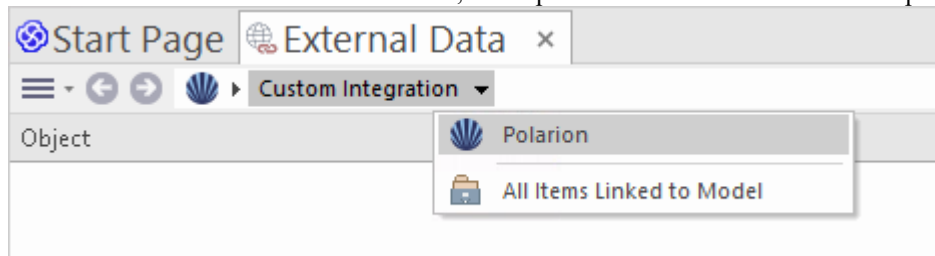 Start Page External Data ×
Custom Integration
Object
Polarion
All Items Linked to Model